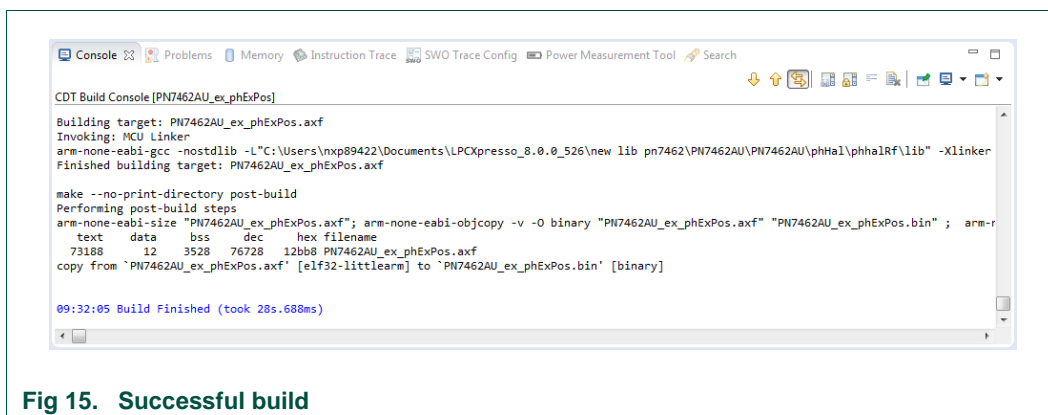 Console Problems Memory Instruction Trace SWO Trace Config Power Measurement Tool Search
CDT Build Console [PN7462AU_ex_phExPos]
Building target: PN7462AU_ex_phExPos.axf
Invoking: MCU Linker
arm-none-eabi-gcc -nostdlib -L"C:\Users\nxp89422\Documents\LPCXpresso_8.0.0_526\new lib pn7462\PN7462AU\PN7462AU\phHal\phhalRf\lib" -Xlinker
Finished building target: PN7462AU_ex_phExPos.axf
make --no-print-directory post-build
Performing post-build steps
arm-none-eabi-size "PN7462AU_ex_phExPos.axf"; arm-none-eabi-objcopy -v -O binary "PN7462AU_ex_phExPos.axf" "PN7462AU_ex_phExPos.bin" ; arm-r
text data bss dec hex filename
73188 12 3528 76728 12bb8 PN7462AU_ex_phExPos.axf
copy from `PN7462AU_ex_phExPos.axf' [elf32-littlearm] to `PN7462AU_ex_phExPos.bin' [binary]
09:32:05 Build Finished (took 28s.688ms)
Fig 15. Successful build